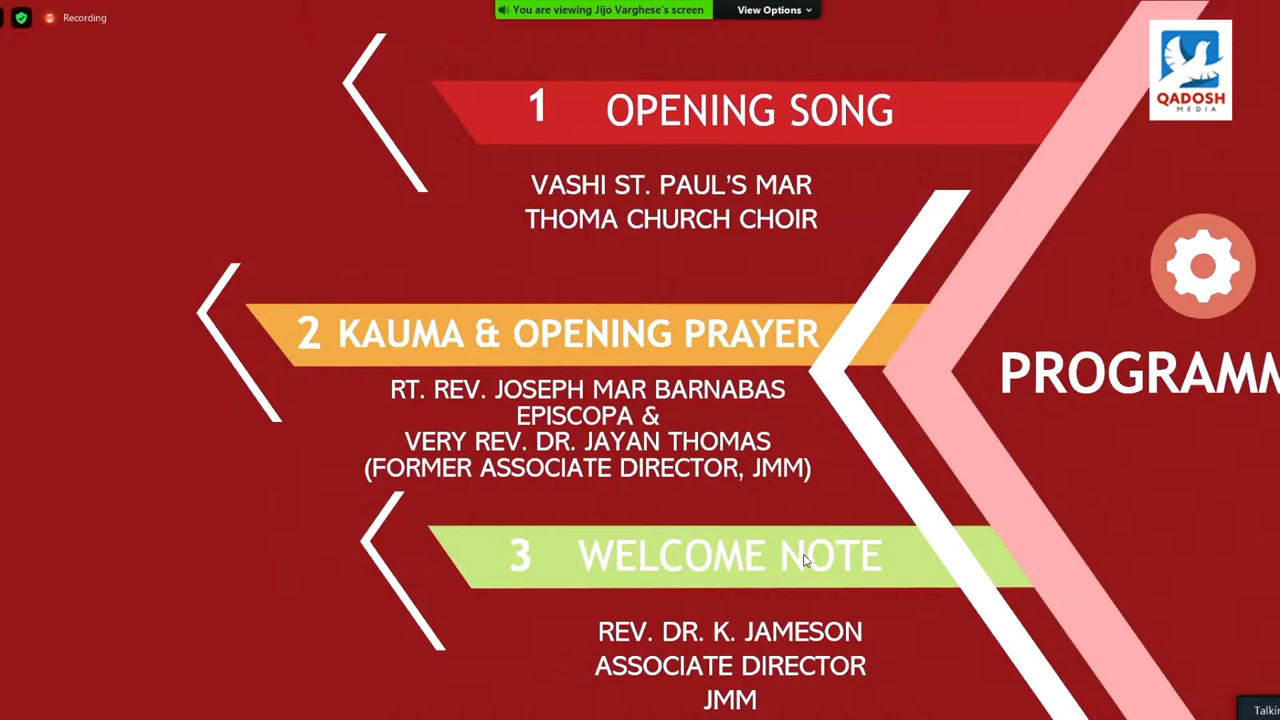 Recording
You are viewing Jijo Varghese's screen
View Options
QADOSH
MEDIA
1 OPENING SONG
VASHI ST. PAUL'S MAR
THOMA CHURCH CHOIR
2 KAUMA & OPENING PRAYER
RT. REV. JOSEPH MAR BARNABAS
EPISCOPA &
VERY REV. DR. JAYAN THOMAS
(FORMER ASSOCIATE DIRECTOR, JMM)
PROGRAMM
3 WELCOME NOTE
REV. DR. K. JAMESON
ASSOCIATE DIRECTOR
JMM
Talkin